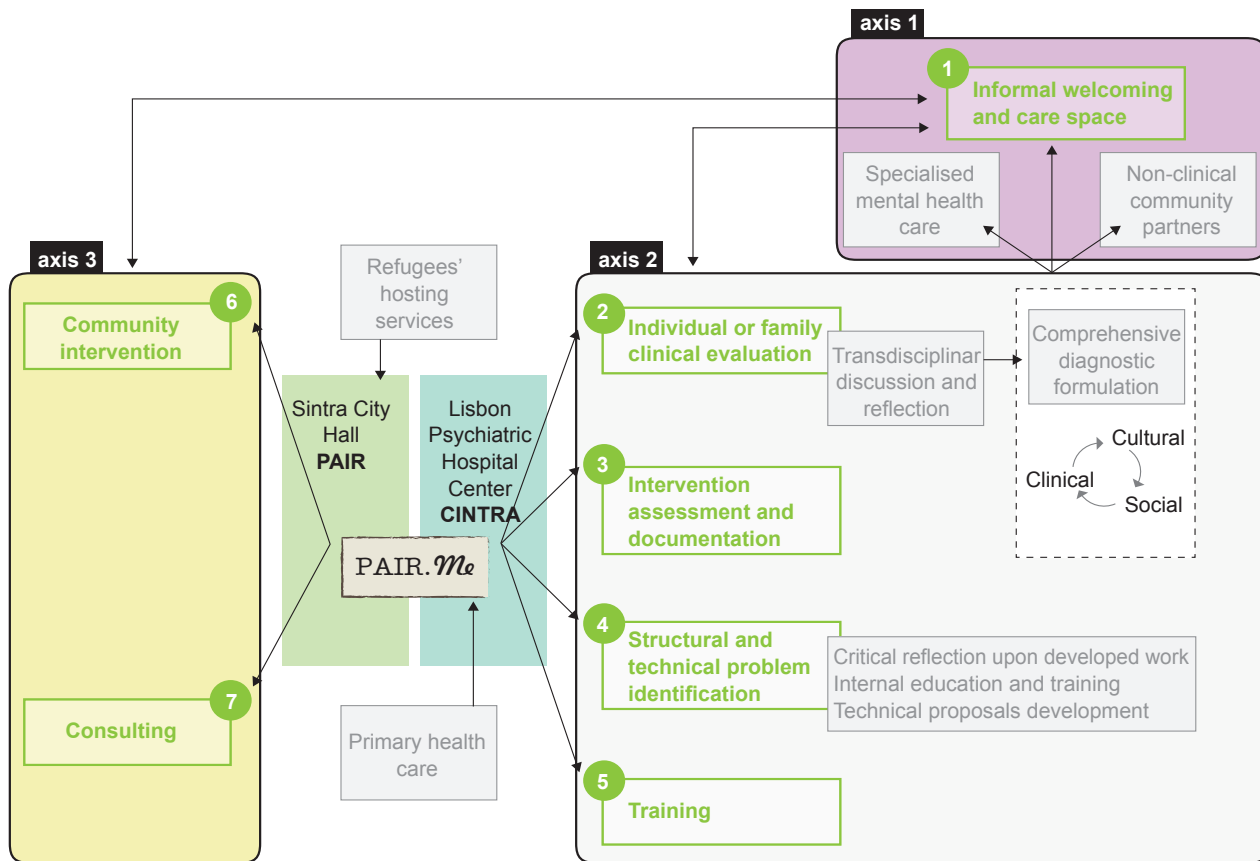 axis 1
1
Informal welcoming
and care space
Specialised
mental health
care
Non-clinical
community
partners
axis 3
6
Community
intervention
7
Consulting
Refugees'
hosting
services
Sintra City
Hall
PAIR
Lisbon
Psychiatric
Hospital
Center
CINTRA
PAIR.Me
Primary health
care
axis 2
2
Individual or family
clinical evaluation
Transdisciplinar
discussion and
reflection
Comprehensive
diagnostic
formulation
Cultural
Clinical
Social
3
Intervention
assessment and
documentation
4
Structural and
technical problem
identification
Critical reflection upon developed work
Internal education and training
Technical proposals development
5
Training